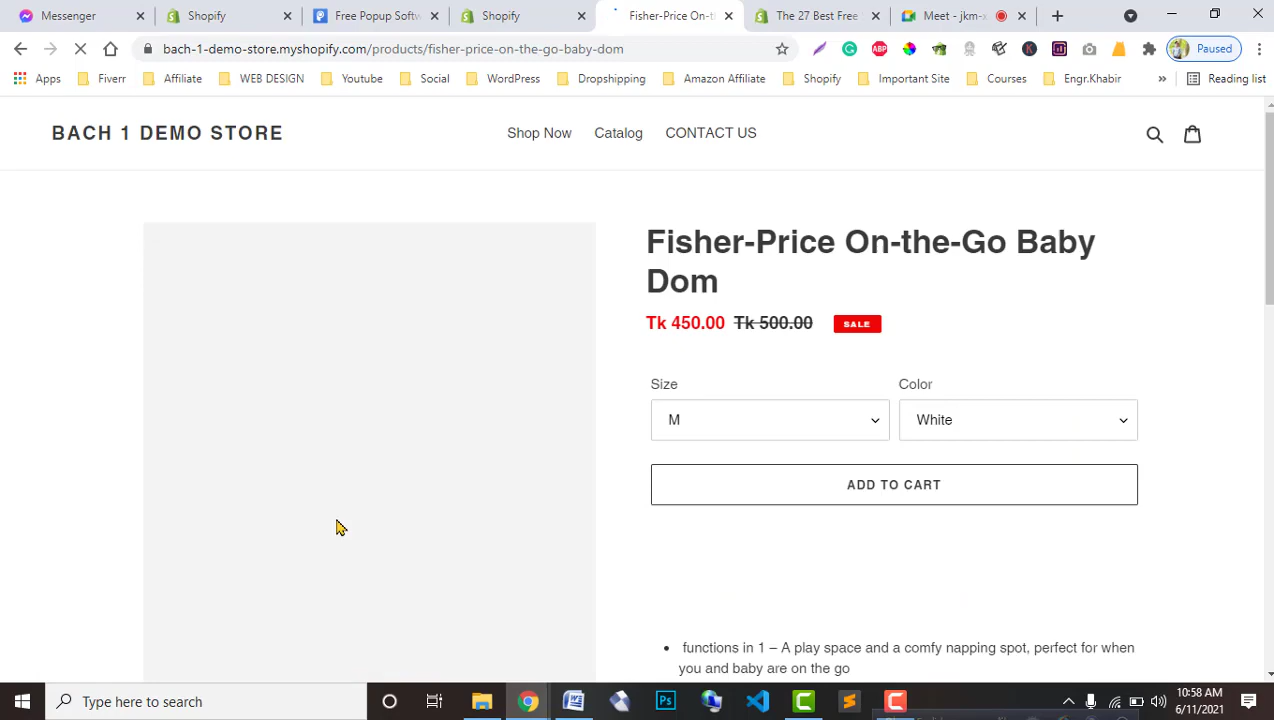 Messenger
Shopify
Free Popup Softw
Shopify
Fisher-Price On-t
The 27 Best Free
Meet - jkm-x
bach-1-demo-store.myshopify.com/products/fisher-price-on-the-go-baby-dom
ABP
Paused
Apps
Fiverr
Affiliate
WEB DESIGN
Youtube
Social
WordPress
Dropshipping
Amazon Affiliate
Shopify
Important Site
Courses
Engr.Khabir
»
Reading list
BACH 1 DEMO STORE
Shop Now
Catalog
CONTACT US
Fisher-Price On-the-Go Baby
Dom
Tk 450.00 Tk 500.00 SALE
Size
Color
M
White
ADD TO CART
• functions in 1 – A play space and a comfy napping spot, perfect for when
you and baby are on the go
Type here to search
Ps
10:58 AM
6/11/2021